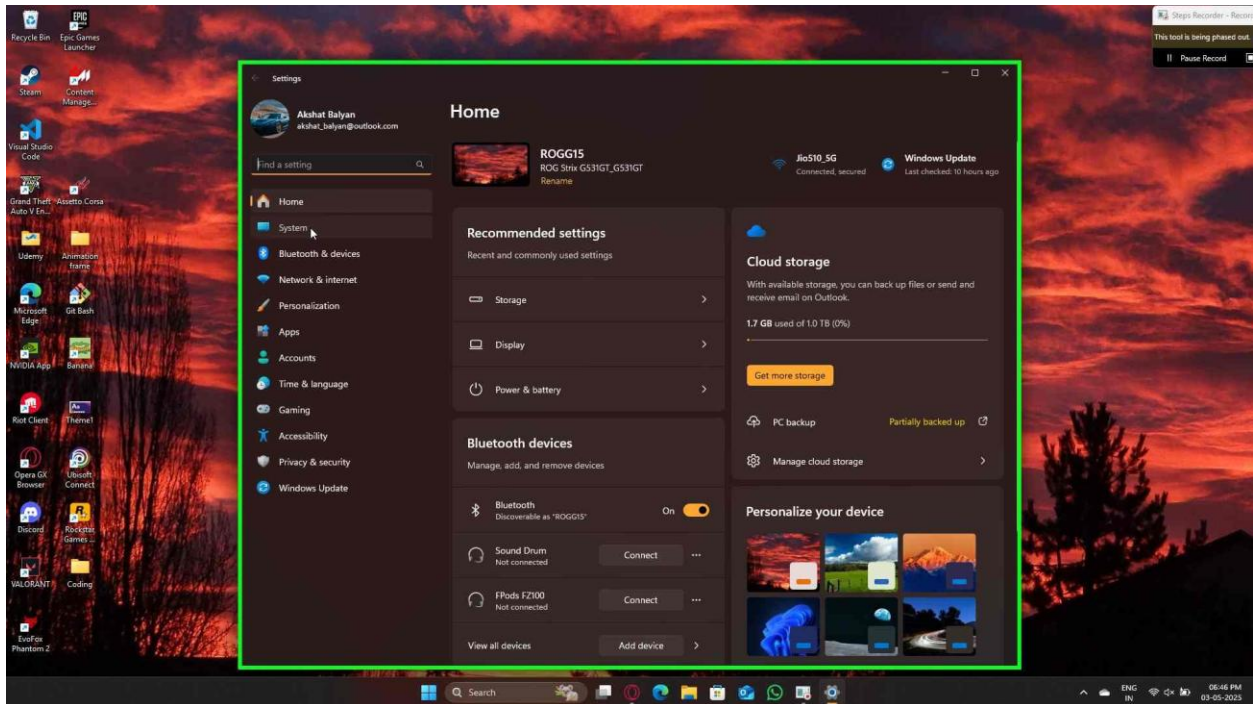 Recycle Bin
Epic Games
Launcher
Steam
Content
Manage...
Visual Studio
Code
Grand Theft
Auto V En...
Assetto Corsa
Udemy
Animation
frame
Microsoft
Edge
Git Bash
NVIDIA App
Banana
Riot Client
Theme1
Opera GX
Browser
Ubisoft
Connect
Discord
Rockstar
Games ...
VALORANT
Coding
EvoFox
Phantom 2
Steps Recorder - Recor
This tool is being phased out.
Pause Record
Settings
Akshat Balyan
akshat_balyan@outlook.com
Find a setting
Home
System
Bluetooth & devices
Network & internet
Personalization
Apps
Accounts
Time & language
Gaming
Accessibility
Privacy & security
Windows Update
Home
ROGG15
ROG Strix G531GT_G531GT
Rename
Jio510_5G
Connected, secured
Windows Update
Last checked: 10 hours ago
Recommended settings
Recent and commonly used settings
Storage
Display
Power & battery
Bluetooth devices
Manage, add, and remove devices
Bluetooth
Discoverable as "ROGG15"
On
Sound Drum
Not connected
Connect
FPods FZ100
Not connected
Connect
View all devices
Add device
Cloud storage
With available storage, you can back up files or send and
receive email on Outlook.
1.7 GB used of 1.0 TB (0%)
Get more storage
PC backup
Partially backed up
Manage cloud storage
Personalize your device
Search
ENG
IN
06:46 PM
03-05-2025